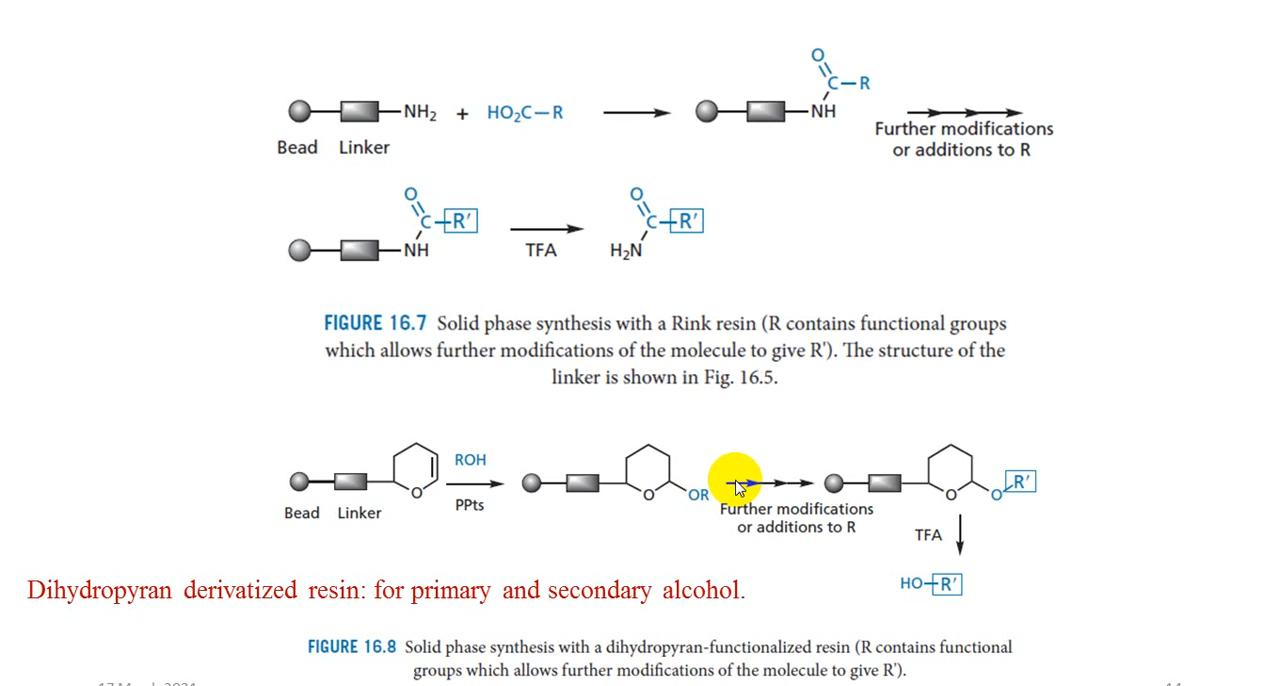 O
C–R
NH₂ + HO₂C–R
NH
Bead Linker
Further modifications
or additions to R
O
C–R′
NH
TFA
O
C–R′
H₂N
FIGURE 16.7 Solid phase synthesis with a Rink resin (R contains functional groups
which allows further modifications of the molecule to give R′). The structure of the
linker is shown in Fig. 16.5.
O
Bead Linker
ROH
PPts
O
OR
Further modifications
or additions to R
O
O
R′
TFA
HO–R′
Dihydropyran derivatized resin: for primary and secondary alcohol.
FIGURE 16.8 Solid phase synthesis with a dihydropyran-functionalized resin (R contains functional
groups which allows further modifications of the molecule to give R′).